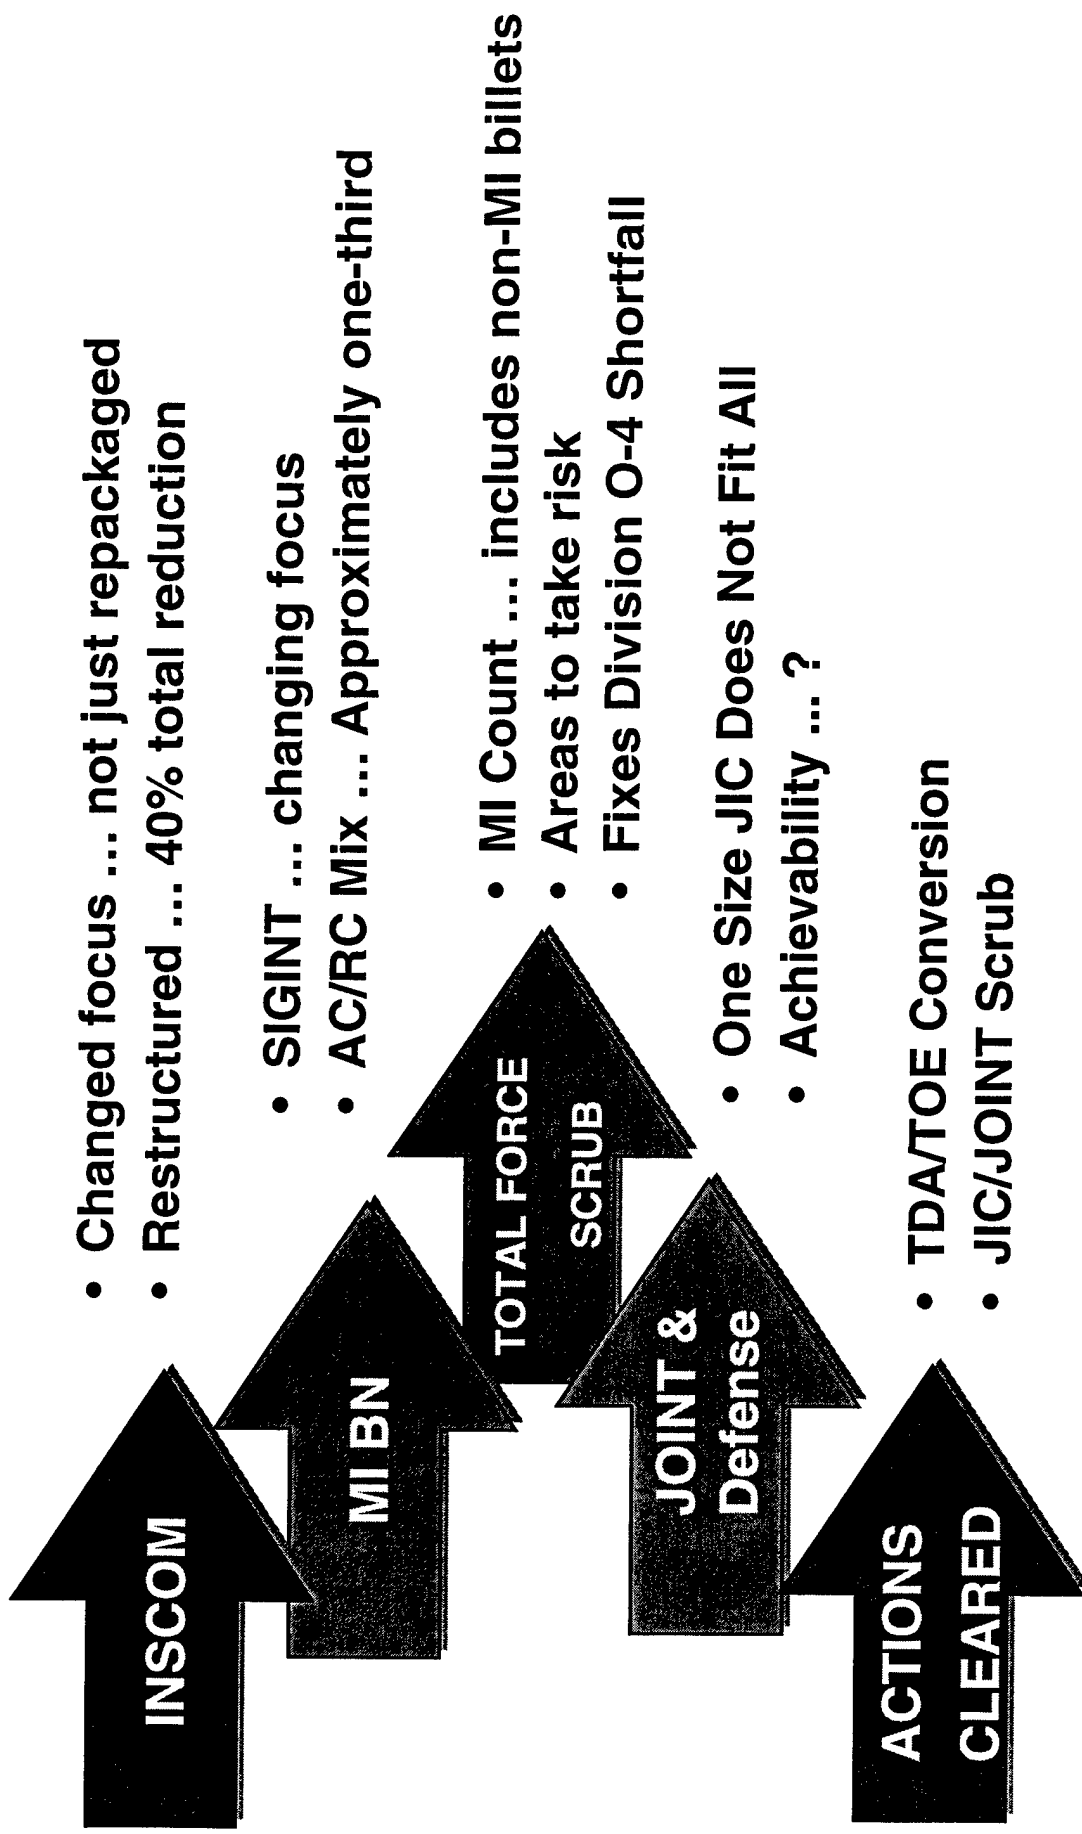 INSCOM
• Changed focus ... not just repackaged
• Restructured ... 40% total reduction
MI BN
• SIGINT ... changing focus
• AC/RC Mix ... Approximately one-third
TOTAL FORCE
SCRUB
• MI Count ... includes non-MI billets
• Areas to take risk
• Fixes Division O-4 Shortfall
JOINT &
Defense
• One Size JIC Does Not Fit All
• Achievability ... ?
ACTIONS
CLEARED
• TDA/TOE Conversion
• JIC/JOINT Scrub